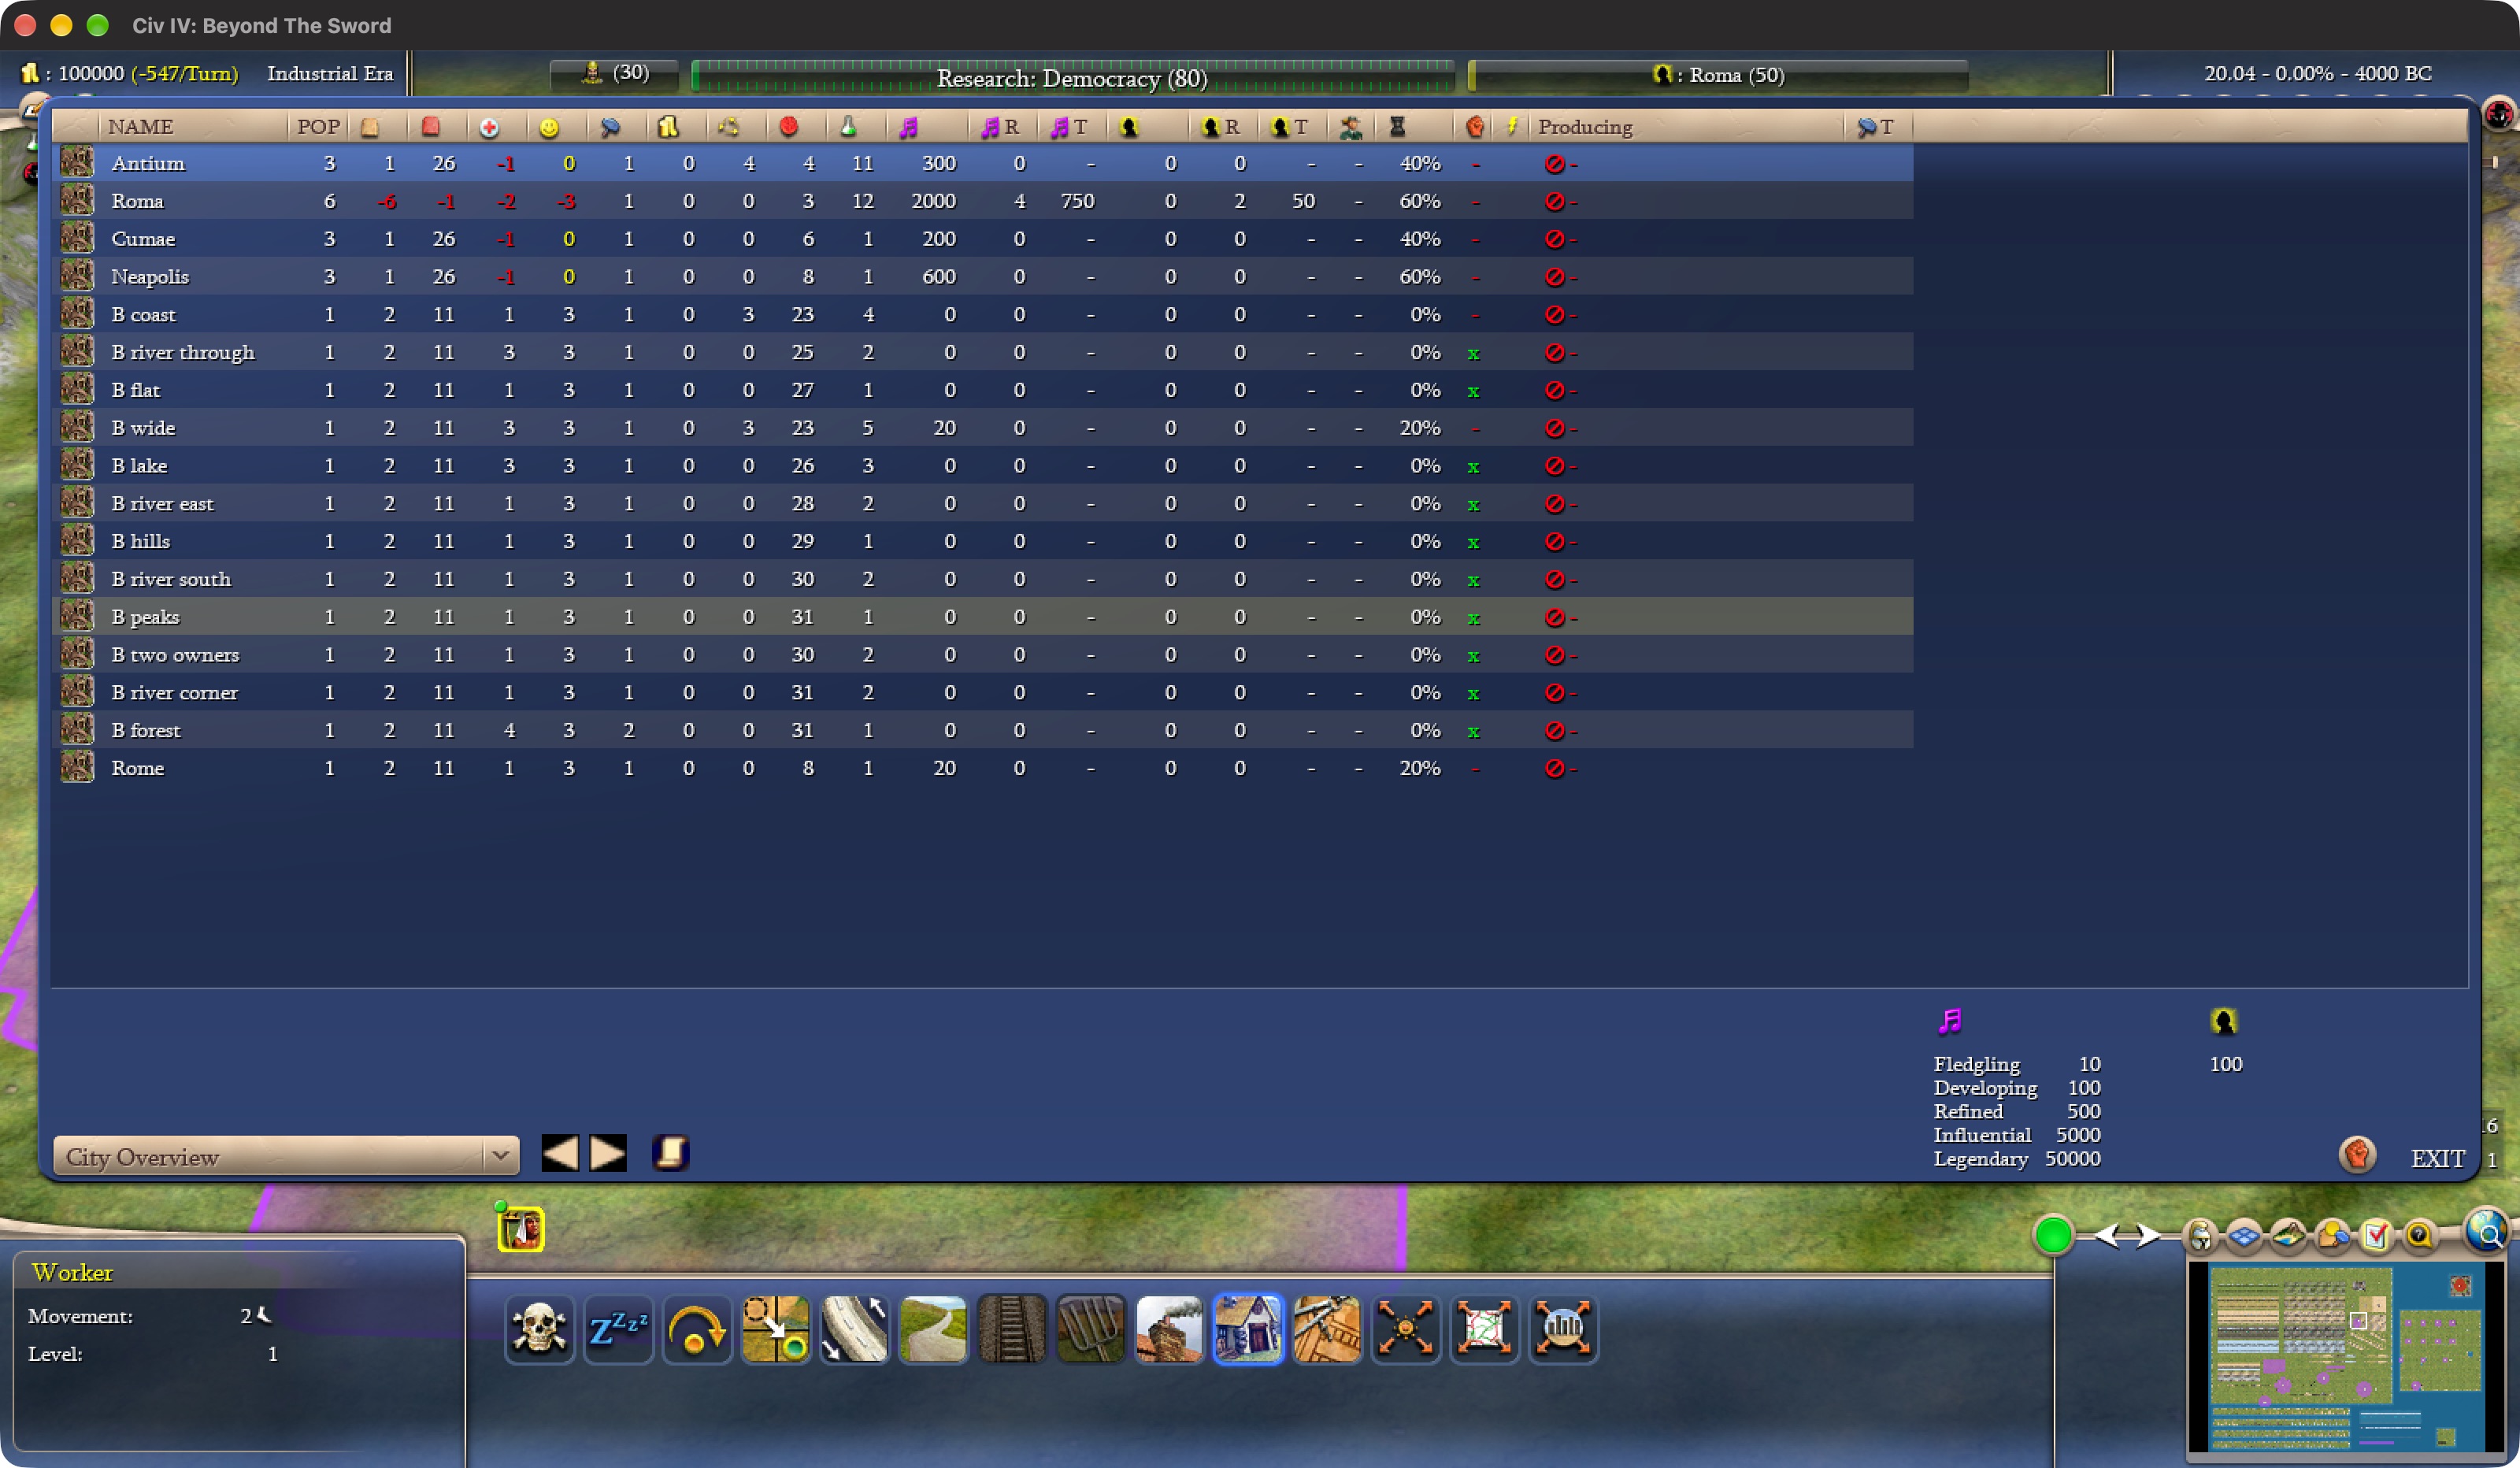 Civ IV: Beyond The Sword
: 100000 (-547/Turn) Industrial Era (30) Research: Democracy (80) : Roma (50) 20.04 - 0.00% - 4000 BC
NAME POP R T R T Producing T
Antium 3 1 26 -1 0 1 0 4 4 11 300 0 - 0 0 - - 40% - -
Roma 6 -6 -1 -2 -3 1 0 0 3 12 2000 4 750 0 2 50 - 60% - -
Cumae 3 1 26 -1 0 1 0 0 6 1 200 0 - 0 0 - - 40% - -
Neapolis 3 1 26 -1 0 1 0 0 8 1 600 0 - 0 0 - - 60% - -
B coast 1 2 11 1 3 1 0 3 23 4 0 0 - 0 0 - - 0% - -
B river through 1 2 11 3 3 1 0 0 25 2 0 0 - 0 0 - - 0% x -
B flat 1 2 11 1 3 1 0 0 27 1 0 0 - 0 0 - - 0% x -
B wide 1 2 11 3 3 1 0 3 23 5 20 0 - 0 0 - - 20% - -
B lake 1 2 11 3 3 1 0 0 26 3 0 0 - 0 0 - - 0% x -
B river east 1 2 11 1 3 1 0 0 28 2 0 0 - 0 0 - - 0% x -
B hills 1 2 11 1 3 1 0 0 29 1 0 0 - 0 0 - - 0% x -
B river south 1 2 11 1 3 1 0 0 30 2 0 0 - 0 0 - - 0% x -
B peaks 1 2 11 1 3 1 0 0 31 1 0 0 - 0 0 - - 0% x -
B two owners 1 2 11 1 3 1 0 0 30 2 0 0 - 0 0 - - 0% x -
B river corner 1 2 11 1 3 1 0 0 31 2 0 0 - 0 0 - - 0% x -
B forest 1 2 11 4 3 2 0 0 31 1 0 0 - 0 0 - - 0% x -
Rome 1 2 11 1 3 1 0 0 8 1 20 0 - 0 0 - - 20% - -
Fledgling 10 100
Developing 100
Refined 500
Influential 5000
Legendary 50000
City Overview
EXIT 1
Worker
Movement: 2
Level: 1
Zzzz